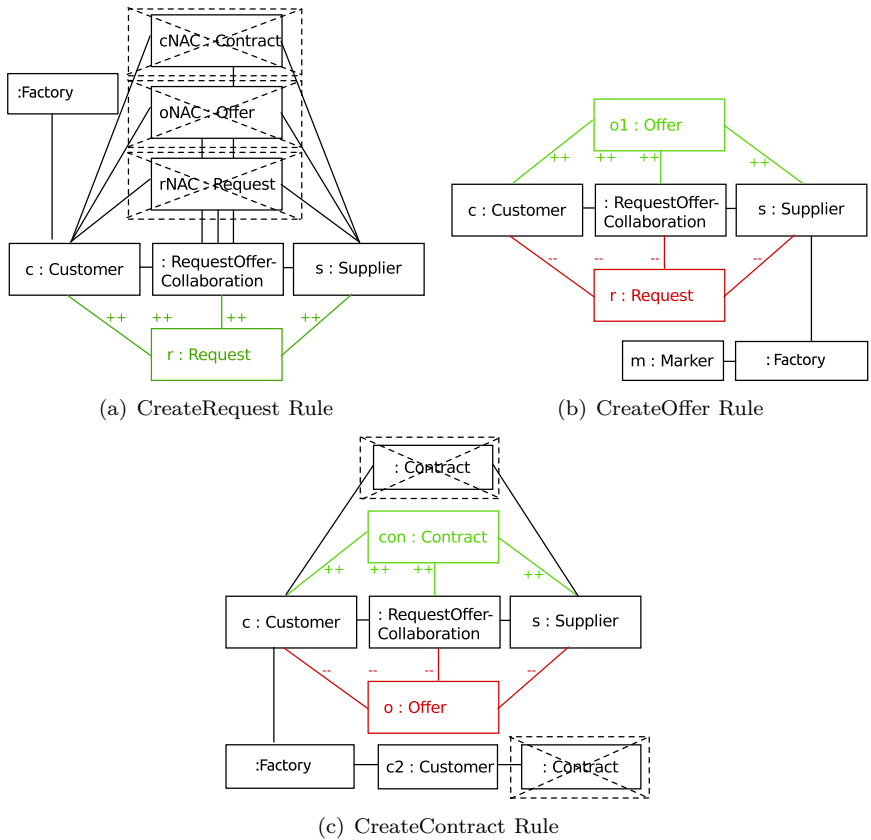 cNAC : Contract
:Factory
oNAC : Offer
rNAC : Request
c : Customer
: RequestOffer-
Collaboration
s : Supplier
++
++
++
++
r : Request
(a) CreateRequest Rule
o1 : Offer
++
++
++
++
c : Customer
: RequestOffer-
Collaboration
s : Supplier
--
--
--
--
r : Request
m : Marker
: Factory
(b) CreateOffer Rule
: Contract
con : Contract
++
++
++
++
c : Customer
: RequestOffer-
Collaboration
s : Supplier
--
--
--
--
o : Offer
:Factory
c2 : Customer
: Contract
(c) CreateContract Rule